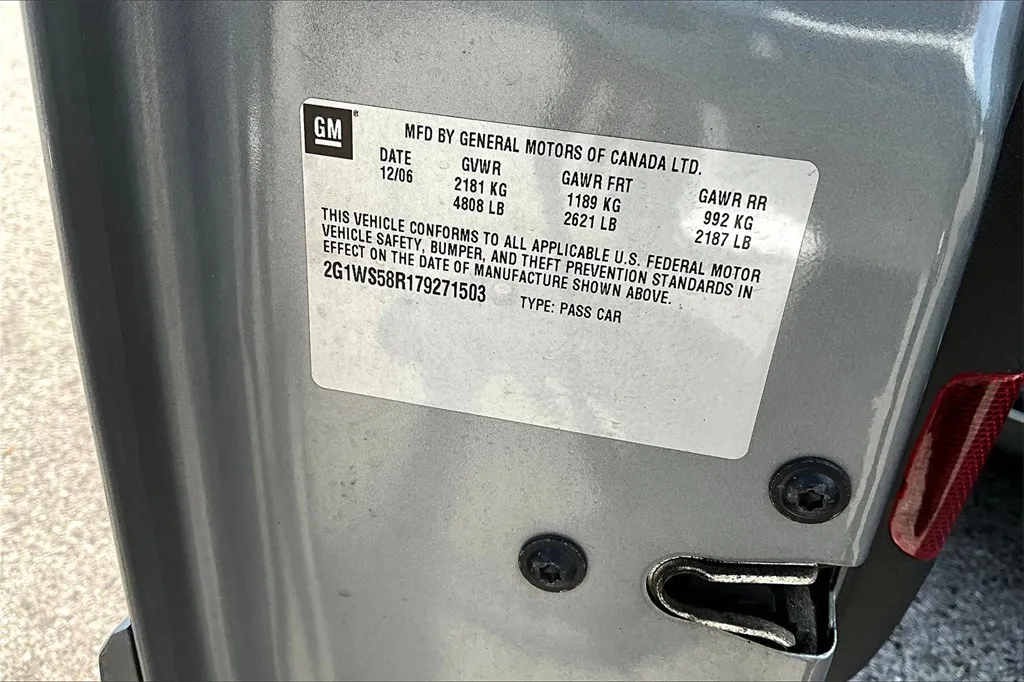 GM
MFD BY GENERAL MOTORS OF CANADA LTD.
DATE GVWR GAWR FRT GAWR RR
12/06 2181 KG 1189 KG 992 KG
4808 LB 2621 LB 2187 LB
THIS VEHICLE CONFORMS TO ALL APPLICABLE U.S. FEDERAL MOTOR
VEHICLE SAFETY, BUMPER, AND THEFT PREVENTION STANDARDS IN
EFFECT ON THE DATE OF MANUFACTURE SHOWN ABOVE.
2G1WS58R179271503 TYPE: PASS CAR